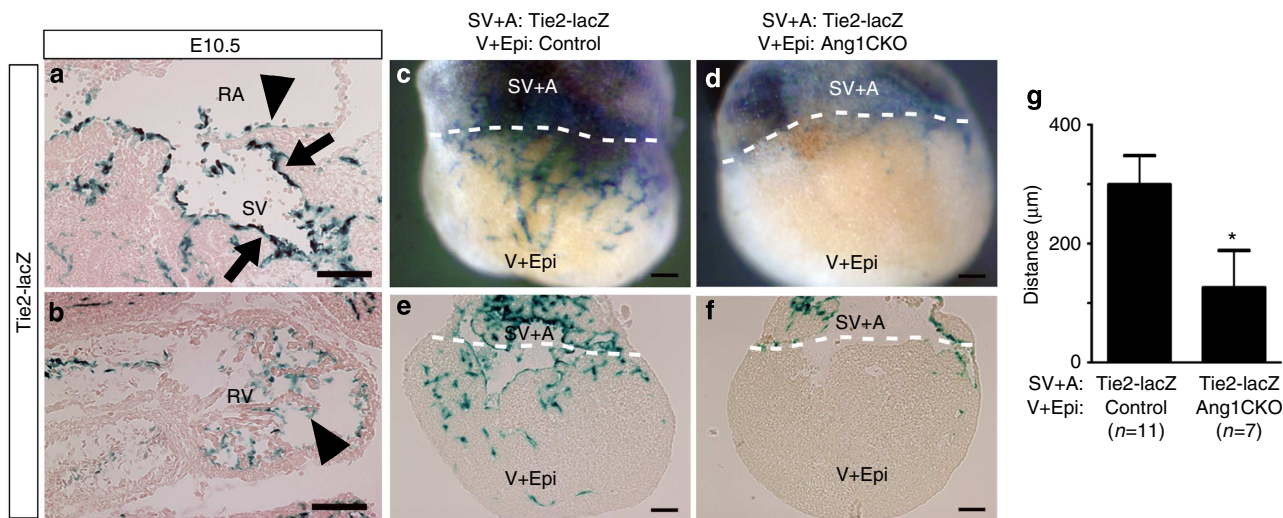 E10.5
Tie2-lacZ
a
RA
SV
b
RV
SV+A: Tie2-lacZ
V+Epi: Control
c
SV+A
V+Epi
SV+A: Tie2-lacZ
V+Epi: Ang1CKO
d
SV+A
V+Epi
e
SV+A
V+Epi
f
SV+A
V+Epi
g
Distance (μm)
400
200
0
*
SV+A: Tie2-lacZ Tie2-lacZ
V+Epi: Control Ang1CKO
(n=11) (n=7)